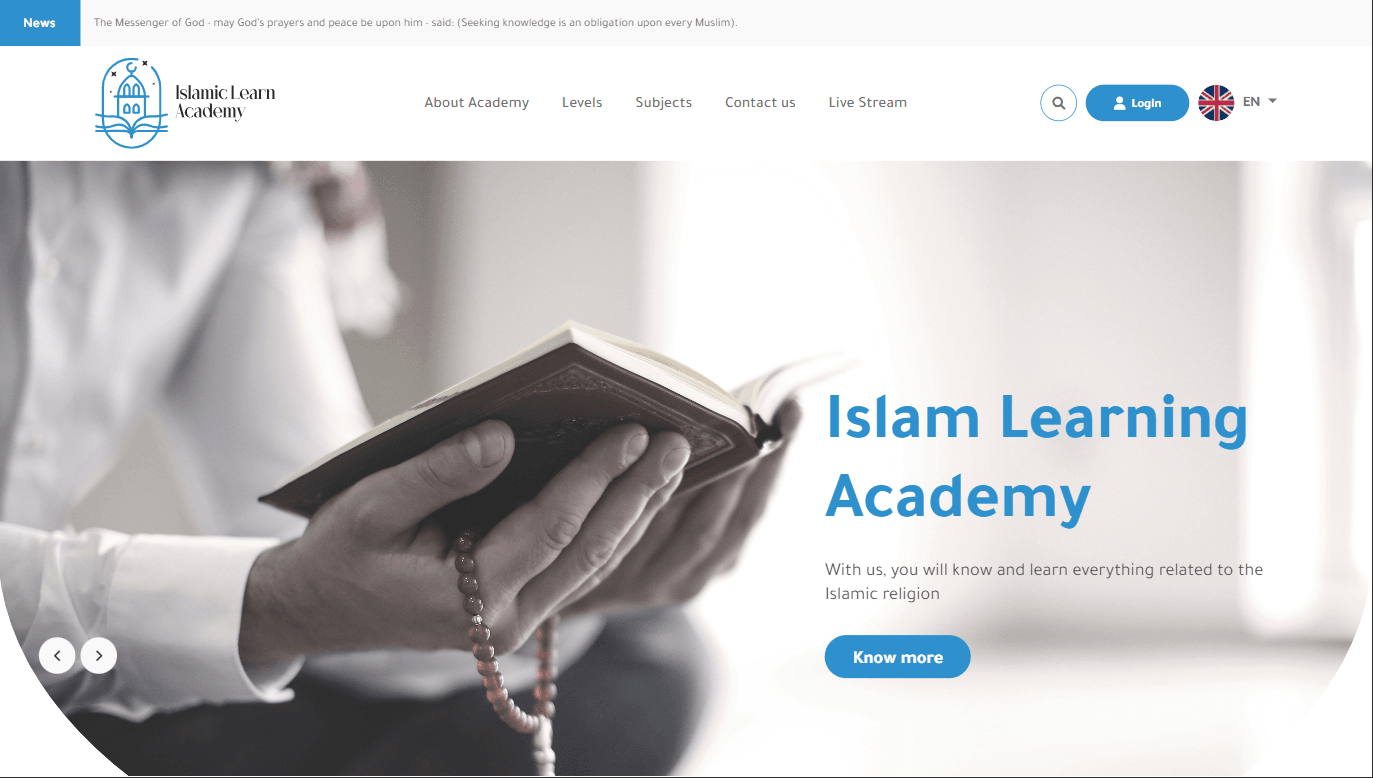 News
The Messenger of God - may God's prayers and peace be upon him - said: (Seeking knowledge is an obligation upon every Muslim).
Islamic Learn
Academy
About Academy
Levels
Subjects
Contact us
Live Stream
Login
EN
Islam Learning
Academy
With us, you will know and learn everything related to the
Islamic religion
Know more